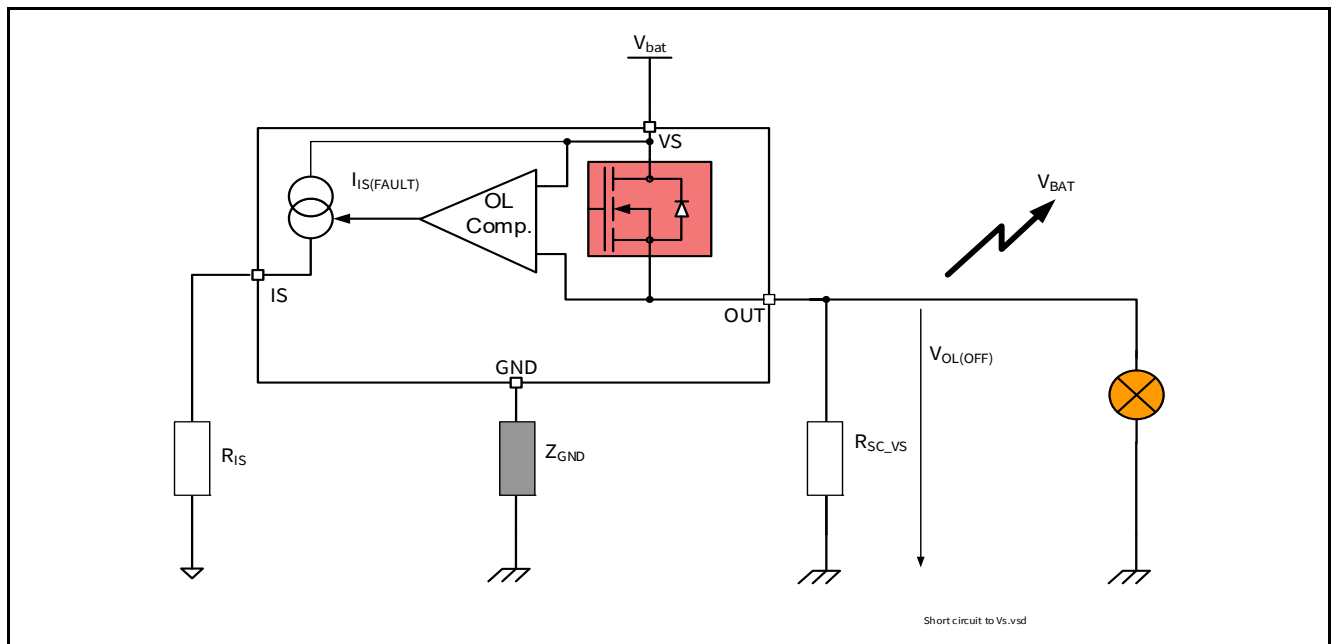 Vbat
VS
IIS(FAULT)
OL
Comp.
VBAT
IS
OUT
VOL(OFF)
GND
RIS
ZGND
RSC_VS
Short circuit to Vs.vsd